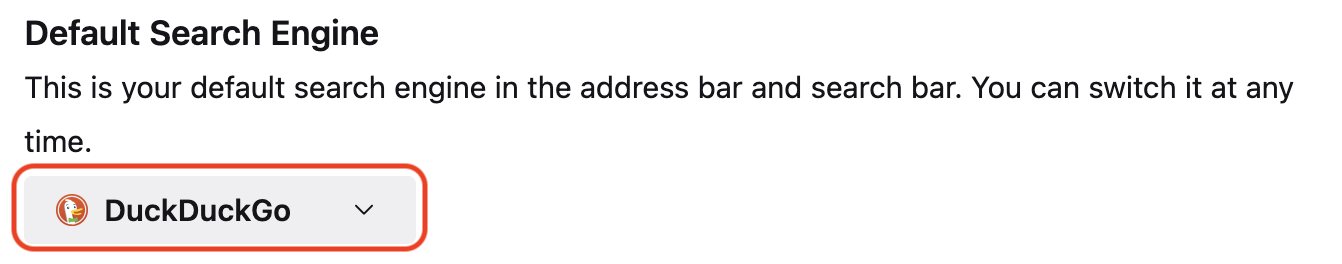 Default Search Engine
This is your default search engine in the address bar and search bar. You can switch it at any
time.
DuckDuckGo